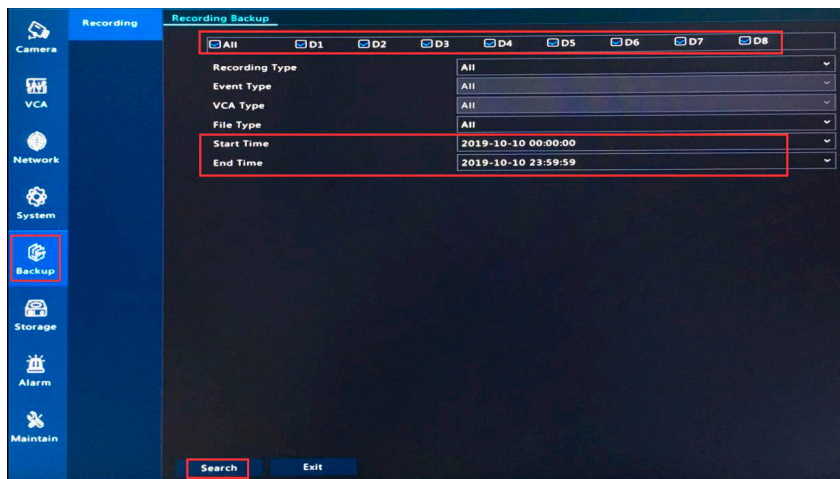 Camera
VCA
Network
System
Backup
Storage
Alarm
Maintain
Recording
Recording Backup
All D1 D2 D3 D4 D5 D6 D7 D8
Recording Type All
Event Type All
VCA Type All
File Type All
Start Time 2019-10-10 00:00:00
End Time 2019-10-10 23:59:59
Search Exit